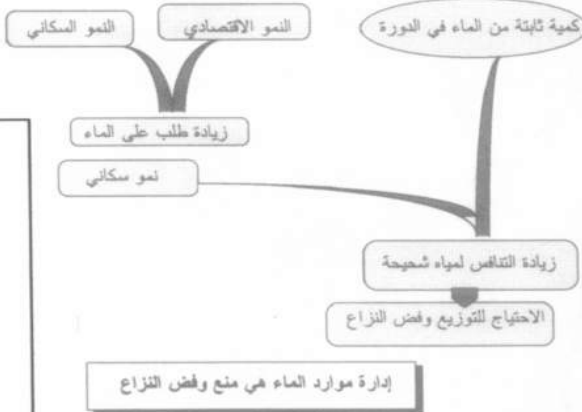 كمية ثابتة من الماء في الدورة
النمو الاقتصادي
النمو السكاني
زيادة طلب على الماء
نمو سكاني
زيادة التنافس لمياه شحيحة
الاحتياج للتوزيع وفض النزاع
إدارة موارد الماء هي منع وفض النزاع